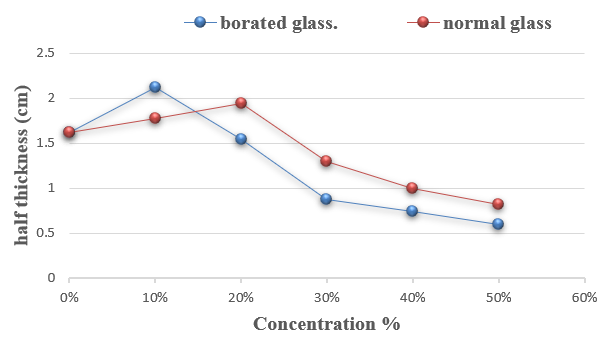 borated glass. normal glass
2.5
2
1.5
1
0.5
0
half thickness (cm)
0% 10% 20% 30% 40% 50% 60%
Concentration %